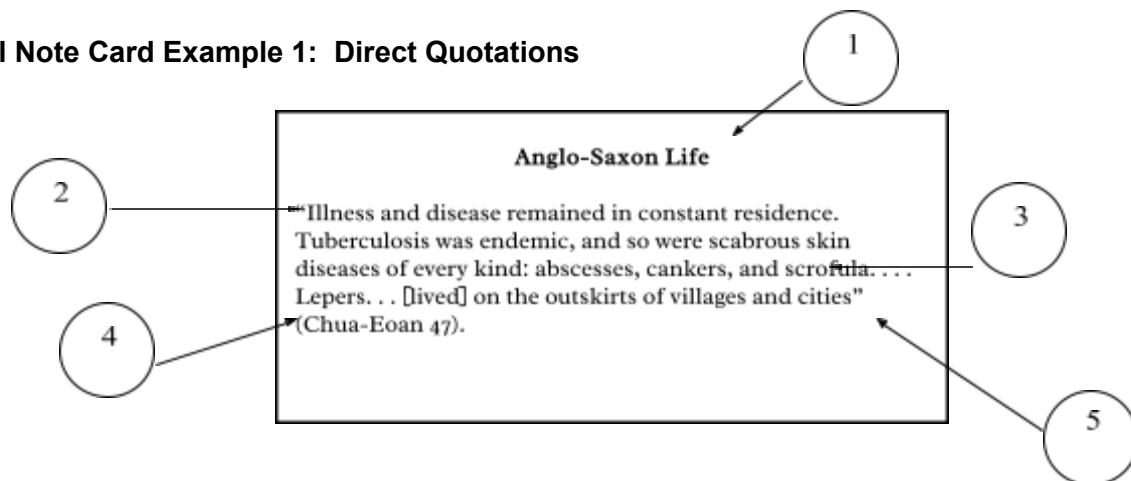 l Note Card Example 1: Direct Quotations
1
Anglo-Saxon Life
2
“Illness and disease remained in constant residence.
3
Tuberculosis was endemic, and so were scabrous skin
diseases of every kind: abscesses, cankers, and scrofula. . . .
Lepers. . . [lived] on the outskirts of villages and cities”
4
(Chua-Eoan 47).
5